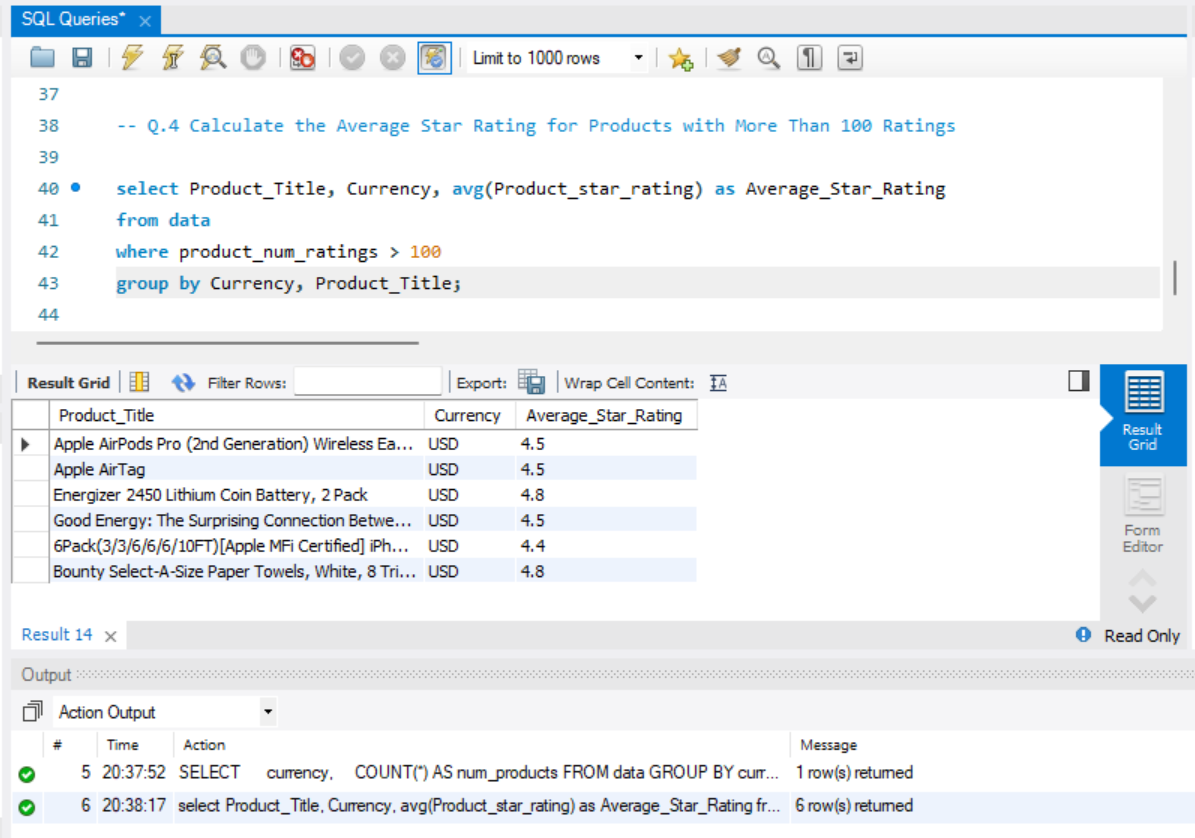 SQL Queries*
Limit to 1000 rows
37
38 -- Q.4 Calculate the Average Star Rating for Products with More Than 100 Ratings
39
40 select Product_Title, Currency, avg(Product_star_rating) as Average_Star_Rating
41 from data
42 where product_num_ratings > 100
43 group by Currency, Product_Title;
44
Result Grid Filter Rows: Export: Wrap Cell Content:
Product_Title Currency Average_Star_Rating
Apple AirPods Pro (2nd Generation) Wireless Ea... USD 4.5
Apple AirTag USD 4.5
Energizer 2450 Lithium Coin Battery, 2 Pack USD 4.8
Good Energy: The Surprising Connection Betwe... USD 4.5
6Pack(3/3/6/6/6/10FT)[Apple MFi Certified] iPh... USD 4.4
Bounty Select-A-Size Paper Towels, White, 8 Tri... USD 4.8
Result
Grid
Form
Editor
Result 14 Read Only
Output
Action Output
# Time Action Message
5 20:37:52 SELECT currency, COUNT(*) AS num_products FROM data GROUP BY curr... 1 row(s) returned
6 20:38:17 select Product_Title, Currency, avg(Product_star_rating) as Average_Star_Rating fr... 6 row(s) returned